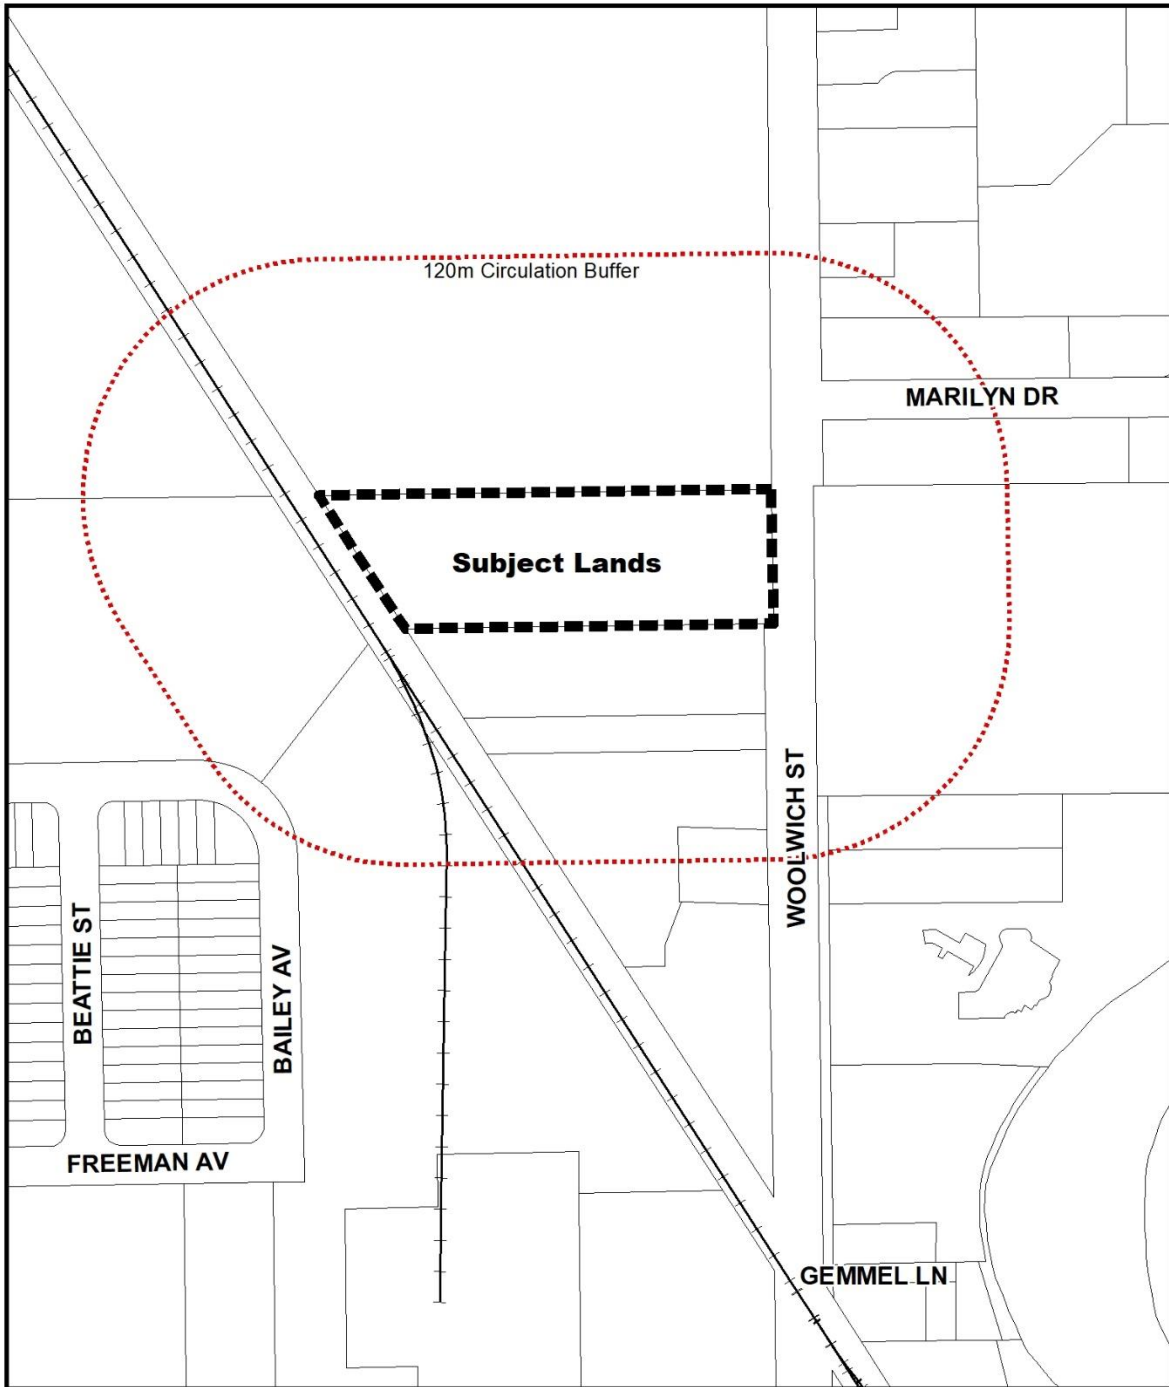 120m Circulation Buffer
MARILYN DR
Subject Lands
WOOLWICH ST
BEATTIE ST
BAILEY AV
FREEMAN AV
GEMMEL LN